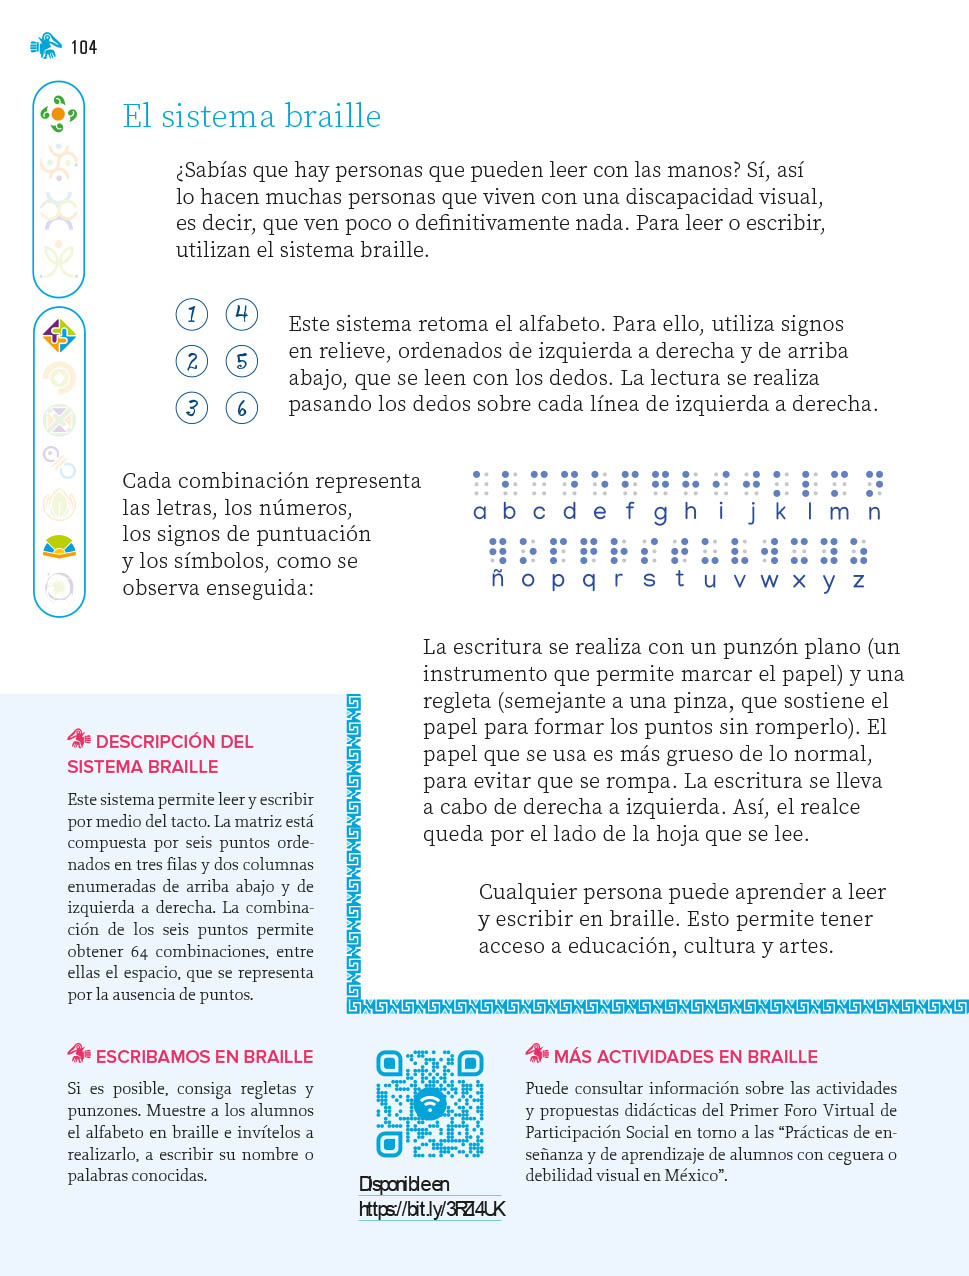 104
El sistema braille
¿Sabías que hay personas que pueden leer con las manos? Sí, así
lo hacen muchas personas que viven con una discapacidad visual,
es decir, que ven poco o definitivamente nada. Para leer o escribir,
utilizan el sistema braille.
1 4
2 5
3 6
Este sistema retoma el alfabeto. Para ello, utiliza signos
en relieve, ordenados de izquierda a derecha y de arriba
abajo, que se leen con los dedos. La lectura se realiza
pasando los dedos sobre cada línea de izquierda a derecha.
Cada combinación representa
las letras, los números,
los signos de puntuación
y los símbolos, como se
observa enseguida:
a b c d e f g h i j k l m n
ñ o p q r s t u v w x y z
La escritura se realiza con un punzón plano (un
instrumento que permite marcar el papel) y una
regleta (semejante a una pinza, que sostiene el
papel para formar los puntos sin romperlo). El
papel que se usa es más grueso de lo normal,
para evitar que se rompa. La escritura se lleva
a cabo de derecha a izquierda. Así, el realce
queda por el lado de la hoja que se lee.
Cualquier persona puede aprender a leer
y escribir en braille. Esto permite tener
acceso a educación, cultura y artes.
DESCRIPCIÓN DEL
SISTEMA BRAILLE
Este sistema permite leer y escribir
por medio del tacto. La matriz está
compuesta por seis puntos orde-
nados en tres filas y dos columnas
enumeradas de arriba abajo y de
izquierda a derecha. La combina-
ción de los seis puntos permite
obtener 64 combinaciones, entre
ellas el espacio, que se representa
por la ausencia de puntos.
ESCRIBAMOS EN BRAILLE
Si es posible, consiga regletas y
punzones. Muestre a los alumnos
el alfabeto en braille e invítelos a
realizarlo, a escribir su nombre o
palabras conocidas.
Disponible en
https://bit.ly/3RZI4UK
MÁS ACTIVIDADES EN BRAILLE
Puede consultar información sobre las actividades
y propuestas didácticas del Primer Foro Virtual de
Participación Social en torno a las “Prácticas de en-
señanza y de aprendizaje de alumnos con ceguera o
debilidad visual en México”.